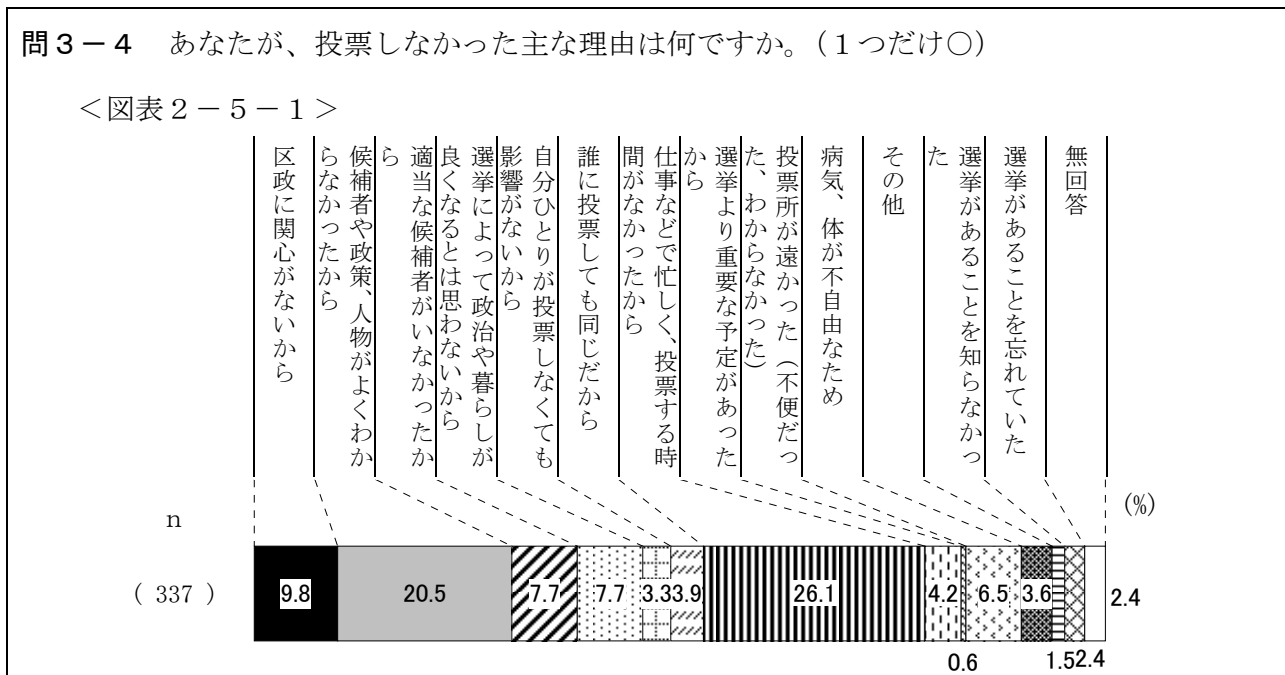 問3-4 あなたが、投票しなかった主な理由は何ですか。(1つだけ○)
<図表2-5-1>
区政に関心がないから
候補者や政策、人物がよくわか
らなかったから
適当な候補者がいなかったか
ら
選挙によって政治や暮らしが
良くなるとは思わないから
自分ひとりが投票しなくても
影響がないから
誰に投票しても同じだから
仕事などで忙しく、投票する時
間がなかったから
選挙より重要な予定があった
から
投票所が遠かった(不便だっ
た、わからなかった)
病気、体が不自由なため
その他
選挙があることを知らなかっ
た
選挙があることを忘れていた
無回答
(%)
n
(337)
9.8
20.5
7.7
7.7
3.3
3.9
26.1
4.2
0.6
6.5
3.6
1.5
2.4
2.4